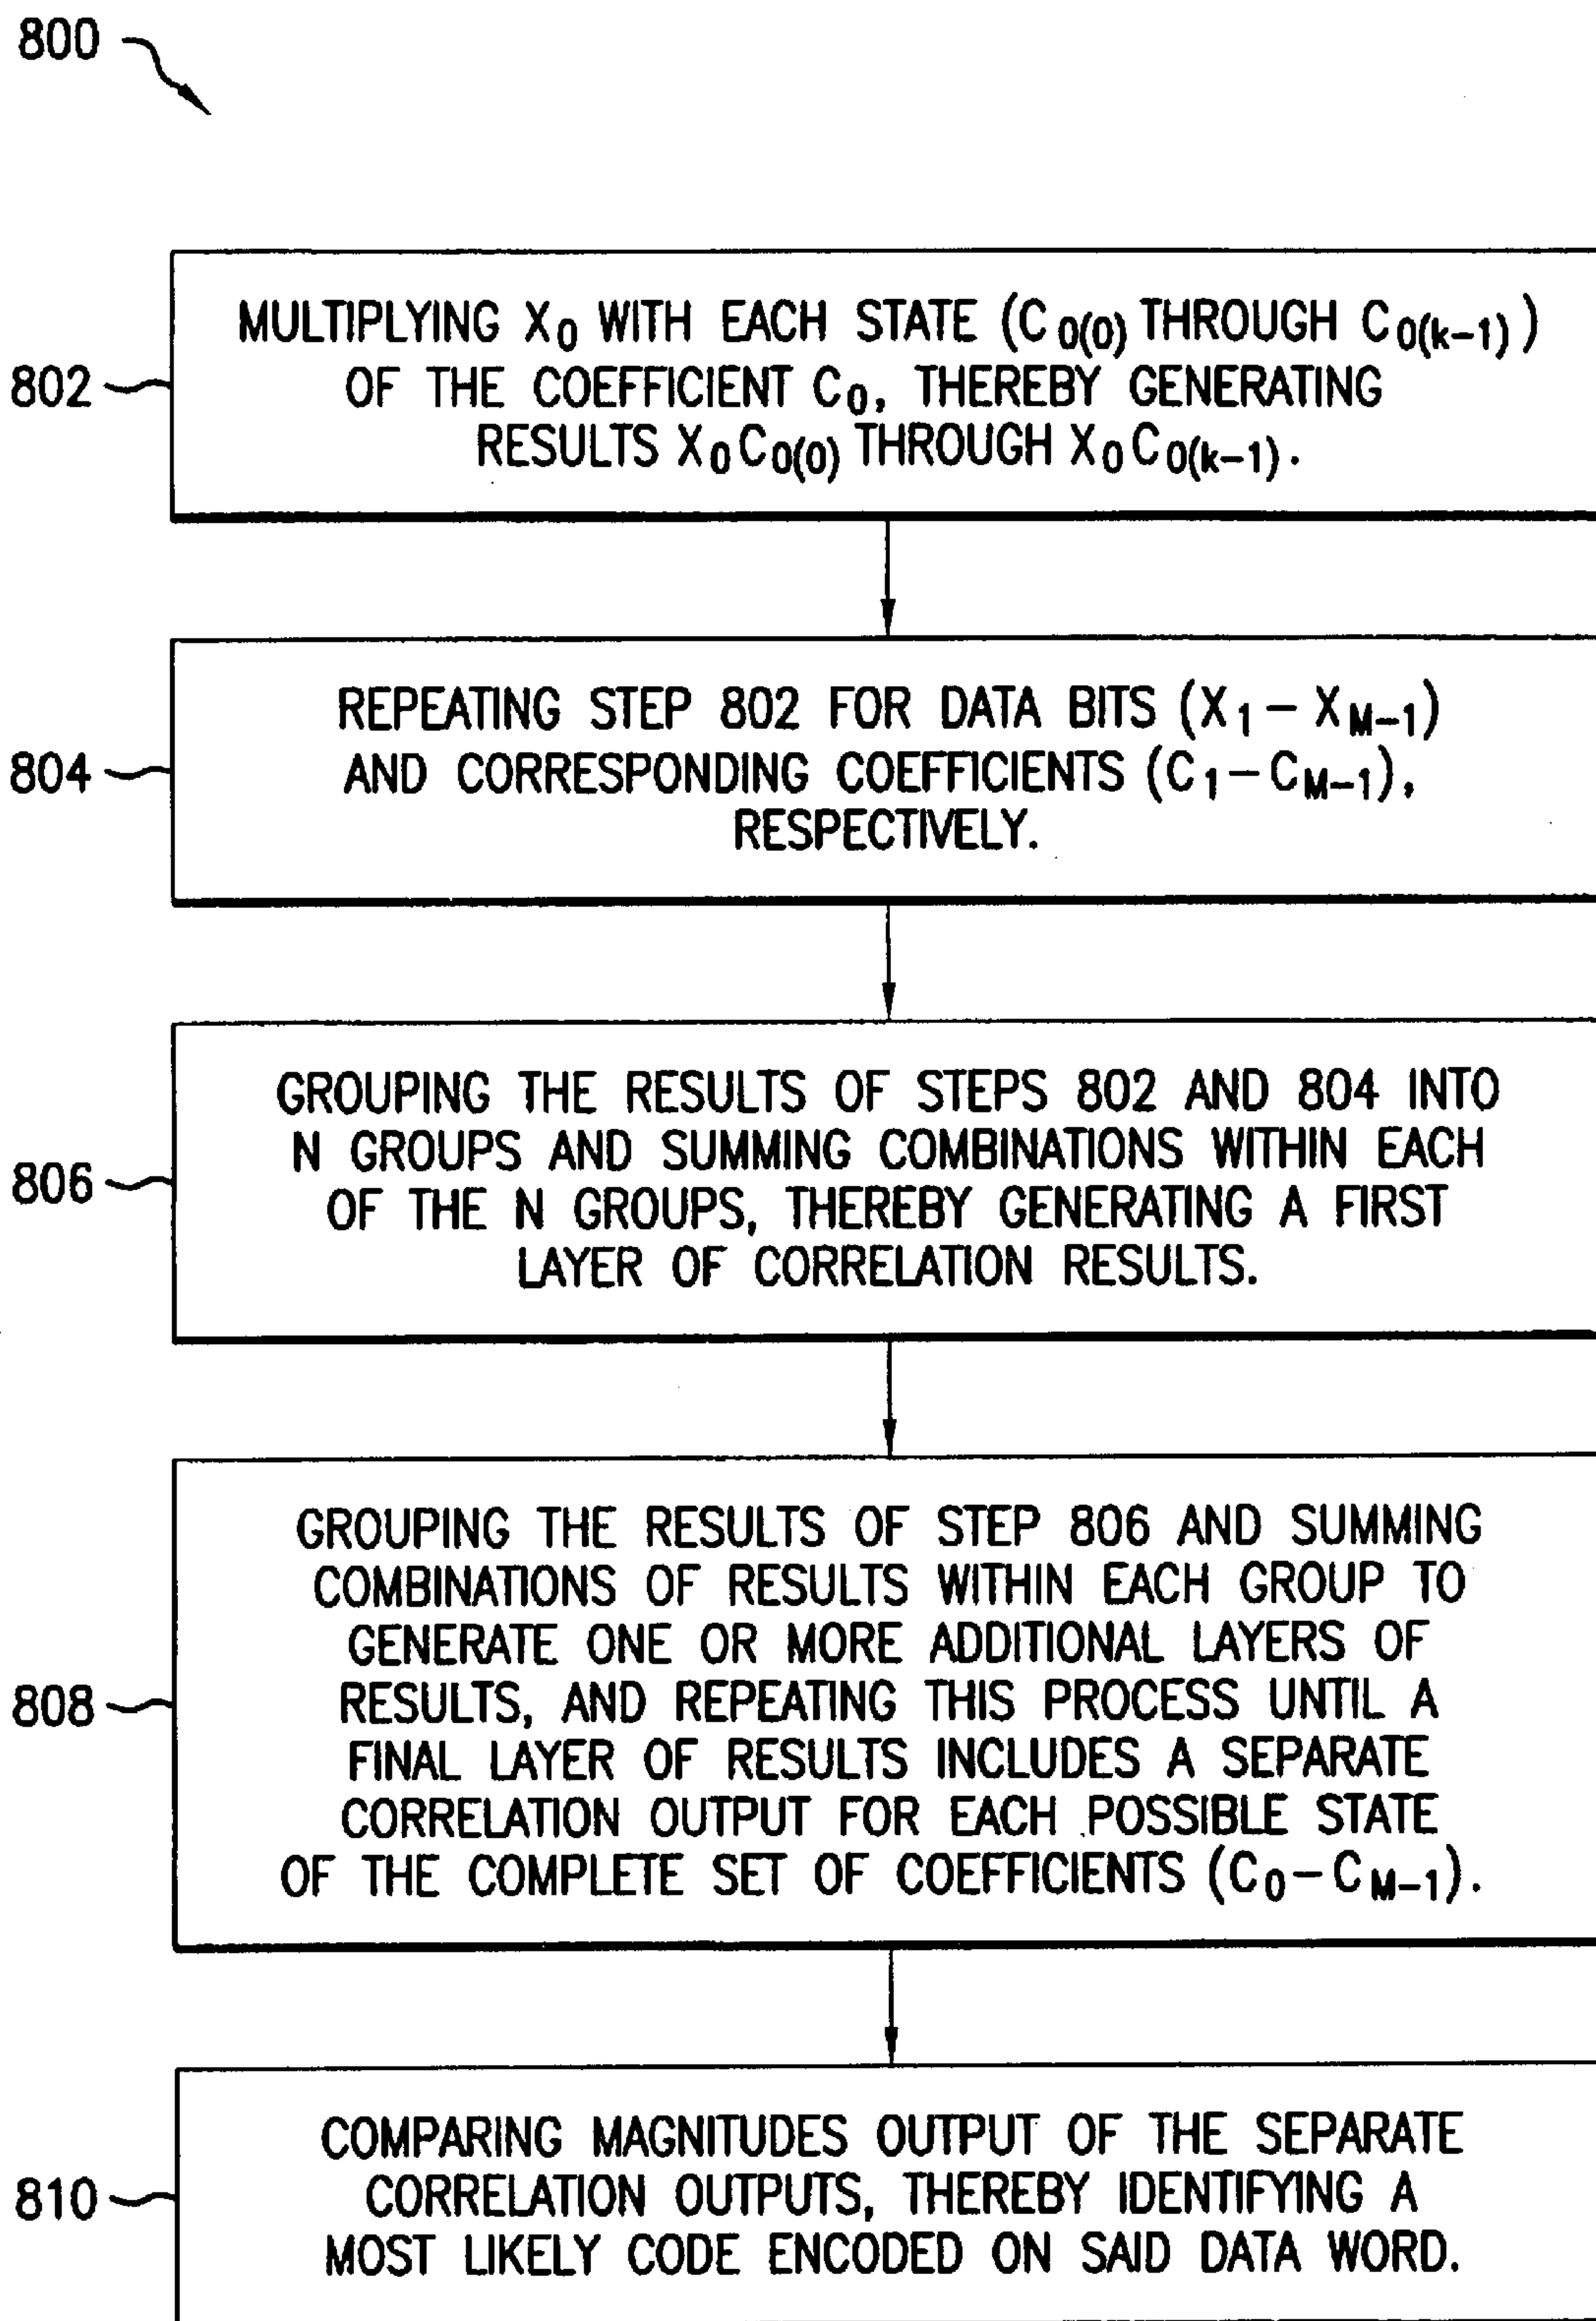 800
802
MULTIPLYING X₀ WITH EACH STATE (C₀₍₀₎ THROUGH C₀₍ₖ₋₁₎)
OF THE COEFFICIENT C₀, THEREBY GENERATING
RESULTS X₀C₀₍₀₎ THROUGH X₀C₀₍ₖ₋₁₎.
804
REPEATING STEP 802 FOR DATA BITS (X₁ – X_M–1)
AND CORRESPONDING COEFFICIENTS (C₁ – C_M–1),
RESPECTIVELY.
806
GROUPING THE RESULTS OF STEPS 802 AND 804 INTO
N GROUPS AND SUMMING COMBINATIONS WITHIN EACH
OF THE N GROUPS, THEREBY GENERATING A FIRST
LAYER OF CORRELATION RESULTS.
808
GROUPING THE RESULTS OF STEP 806 AND SUMMING
COMBINATIONS OF RESULTS WITHIN EACH GROUP TO
GENERATE ONE OR MORE ADDITIONAL LAYERS OF
RESULTS, AND REPEATING THIS PROCESS UNTIL A
FINAL LAYER OF RESULTS INCLUDES A SEPARATE
CORRELATION OUTPUT FOR EACH POSSIBLE STATE
OF THE COMPLETE SET OF COEFFICIENTS (C₀ – C_M–1).
810
COMPARING MAGNITUDES OUTPUT OF THE SEPARATE
CORRELATION OUTPUTS, THEREBY IDENTIFYING A
MOST LIKELY CODE ENCODED ON SAID DATA WORD.